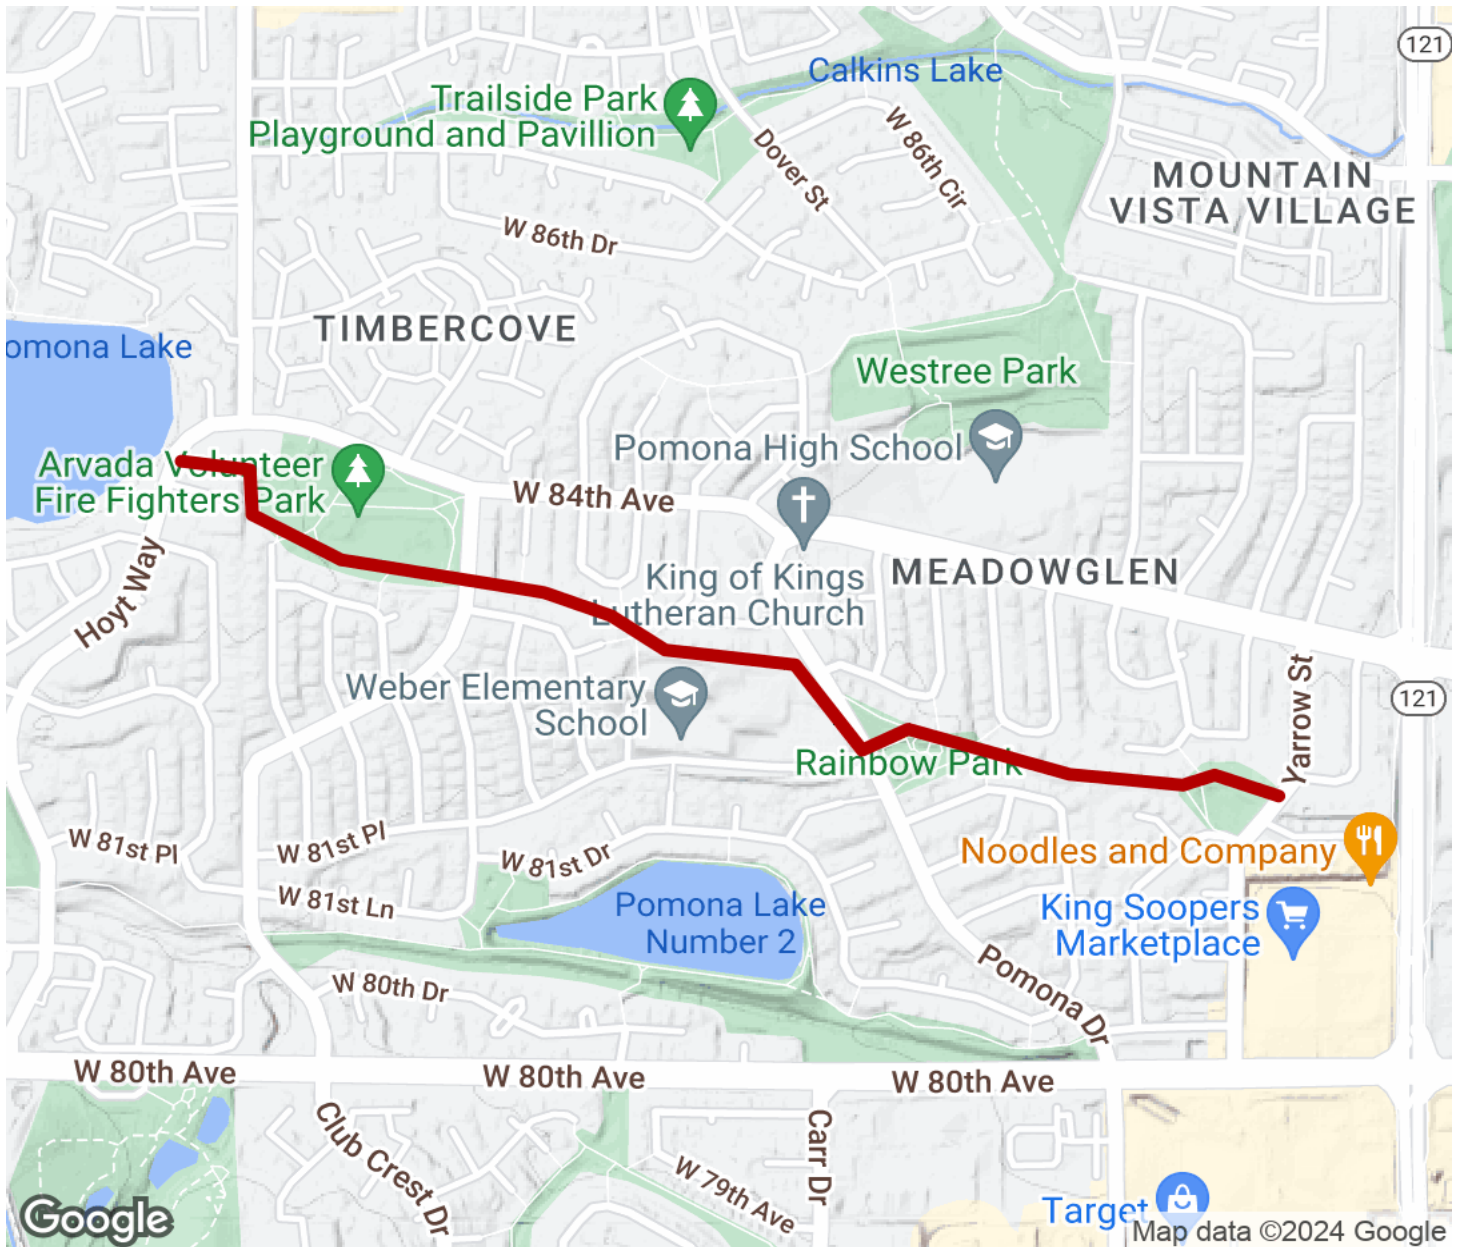 121
Calkins Lake
Trailside Park
Playground and Pavillion
Dover St
W 86th Cir
MOUNTAIN
VISTA VILLAGE
W 86th Dr
TIMBERCOVE
omona Lake
Westree Park
Pomona High School
Arvada Volunteer
Fire Fighters Park
W 84th Ave
Hoyt Way
King of Kings
Lutheran Church
MEADOWGLEN
Weber Elementary
School
Yarrow St
121
Rainbow Park
W 81st Pl
W 81st Pl
W 81st Dr
Noodles and Company
W 81st Ln
Pomona Lake
Number 2
King Soopers
Marketplace
W 80th Dr
Pomona Dr
W 80th Ave
W 80th Ave
W 80th Ave
Club Crest Dr
Carr Dr
W 79th Ave
Target
Google
Map data ©2024 Google